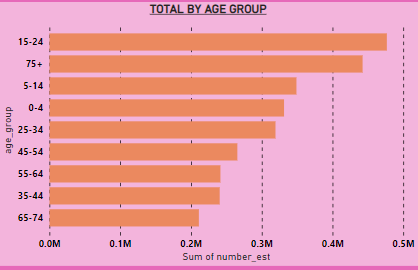 TOTAL BY AGE GROUP
age_group
15-24
75+
5-14
0-4
25-34
45-54
55-64
35-44
65-74
0.0M 0.1M 0.2M 0.3M 0.4M 0.5M
Sum of number_est